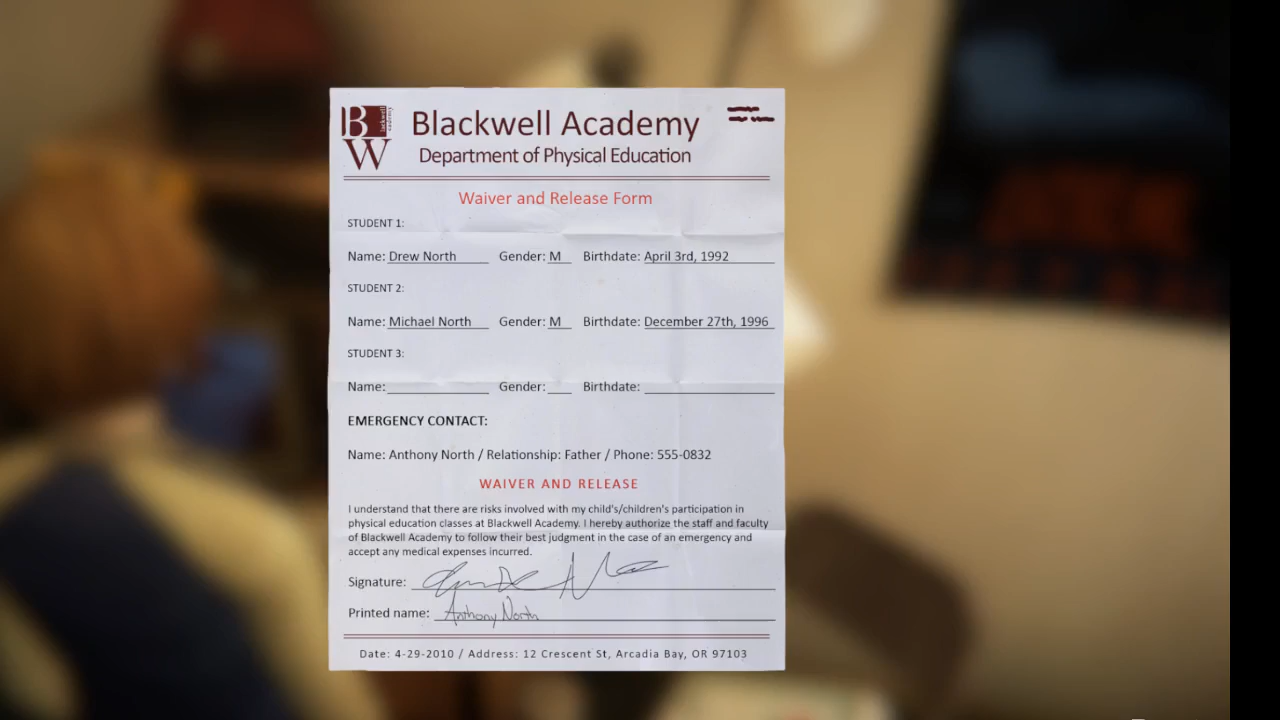 BW Blackwell Academy
Blackwell Academy
Department of Physical Education
Waiver and Release Form
STUDENT 1:
Name: Drew North Gender: M Birthdate: April 3rd, 1992
STUDENT 2:
Name: Michael North Gender: M Birthdate: December 27th, 1996
STUDENT 3:
Name: Gender: Birthdate:
EMERGENCY CONTACT:
Name: Anthony North / Relationship: Father / Phone: 555-0832
WAIVER AND RELEASE
I understand that there are risks involved with my child's/children's participation in
physical education classes at Blackwell Academy. I hereby authorize the staff and faculty
of Blackwell Academy to follow their best judgment in the case of an emergency and
accept any medical expenses incurred.
Signature:
Printed name: Anthony North
Date: 4-29-2010 / Address: 12 Crescent St, Arcadia Bay, OR 97103